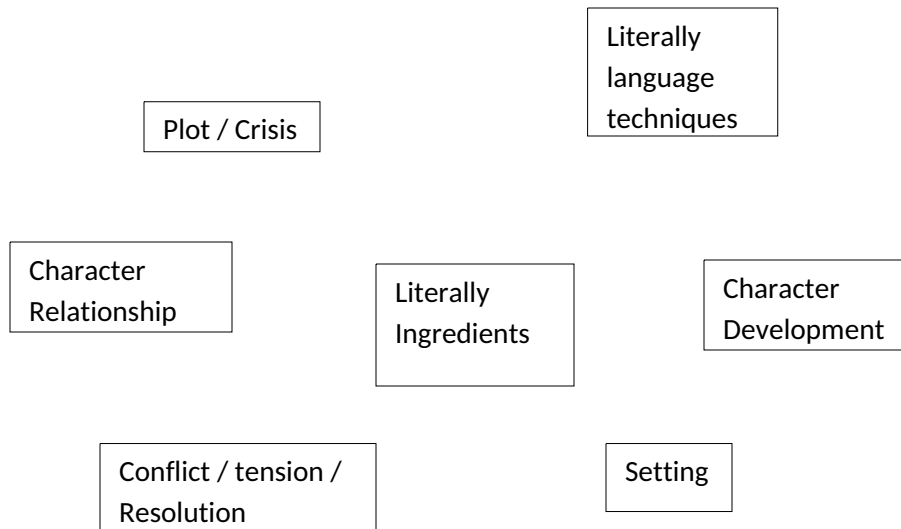 Literally
language
techniques
Plot / Crisis
Character
Relationship
Literally
Ingredients
Character
Development
Conflict / tension /
Resolution
Setting